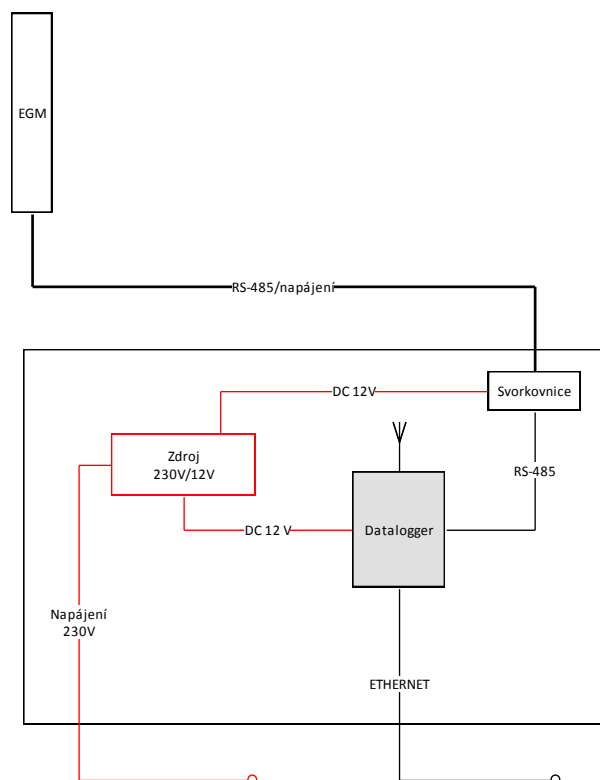 EGM
RS-485/napájení
Svorkovnice
DC 12V
Zdroj
230V/12V
RS-485
DC 12 V
Datalogger
Napájení
230V
ETHERNET